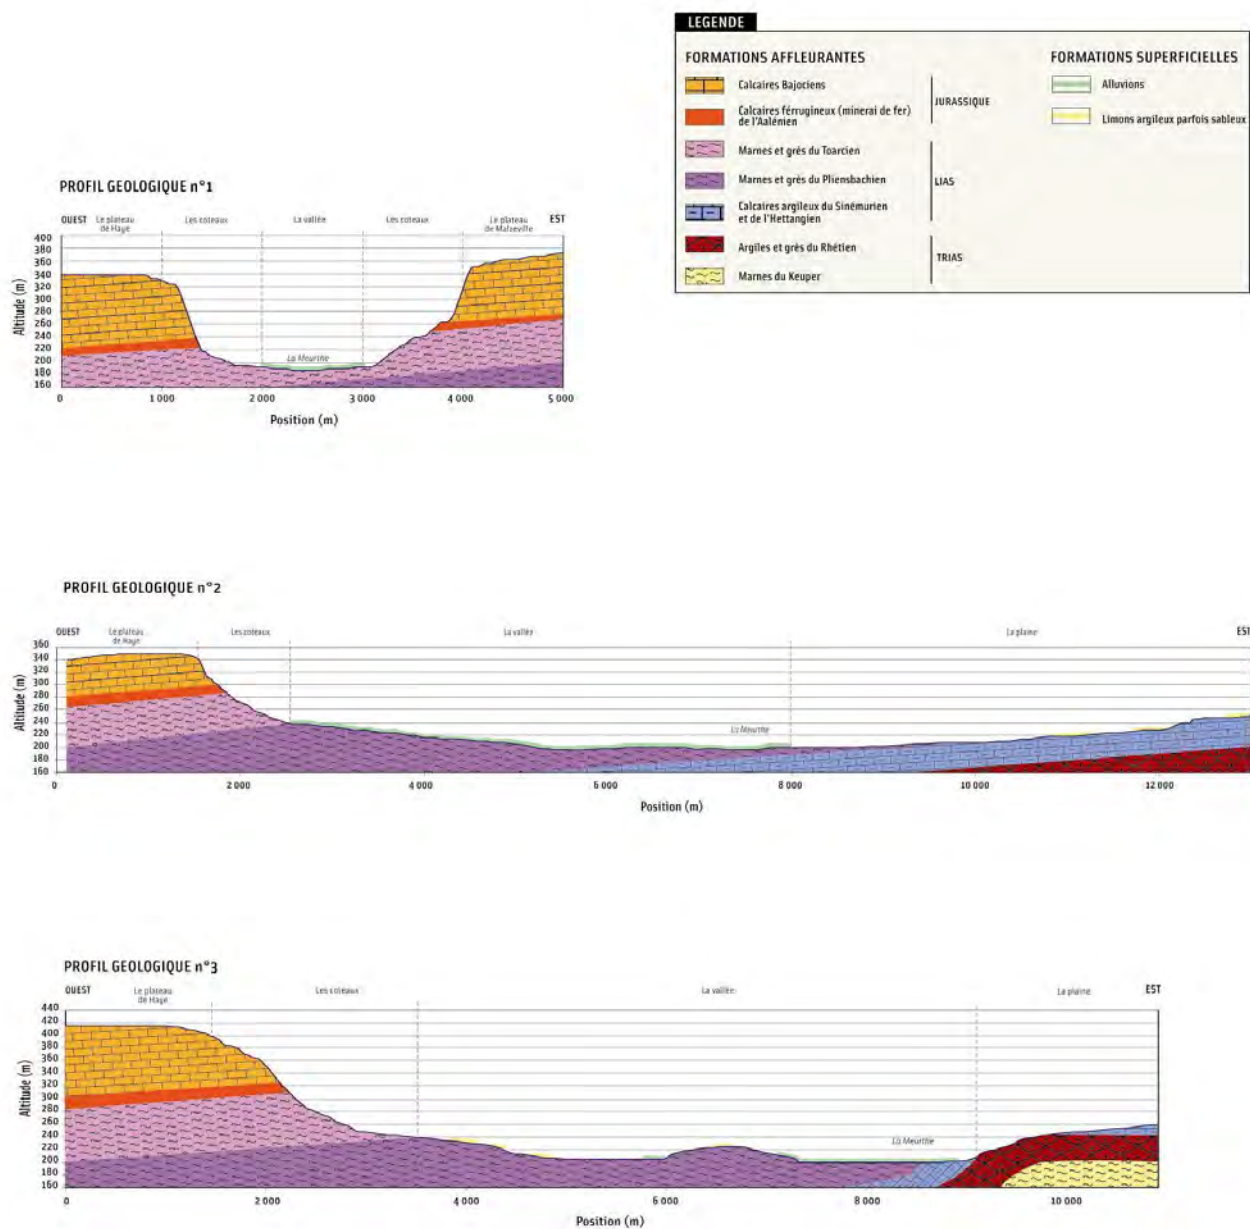 LEGENDE
FORMATIONS AFFLEURANTES
Calcaires Bajociens
Calcaires férrugineux (minerai de fer)
de l'Aalénien
JURASSIQUE
Marnes et grés du Toarcien
Marnes et grés du Pliensbachien
LIAS
Calcaires argileux du Sinémurien
et de l'Hettangien
Argiles et grés du Rhétien
TRIAS
Marnes du Keuper
FORMATIONS SUPERFICIELLES
Alluvions
Limons argileux parfois sableux
PROFIL GEOLOGIQUE n°1
OUEST
Le plateau
de Haye
Les coteaux
La vallée
Les coteaux
Le plateau
de Malzeville
EST
Altitude (m)
400
380
360
340
320
300
280
260
240
220
200
180
160
La Meurthe
0 1 000 2 000 3 000 4 000 5 000
Position (m)
PROFIL GEOLOGIQUE n°2
OUEST
Le plateau
de Haye
Les coteaux
La vallée
La plaine
EST
Altitude (m)
360
340
320
300
280
260
240
220
200
180
160
La Meurthe
0 2 000 4 000 6 000 8 000 10 000 12 000
Position (m)
PROFIL GEOLOGIQUE n°3
OUEST
Le plateau
de Haye
Les coteaux
La vallée
La plaine
EST
Altitude (m)
440
420
400
380
360
340
320
300
280
260
240
220
200
180
160
La Meurthe
0 2 000 4 000 6 000 8 000 10 000
Position (m)